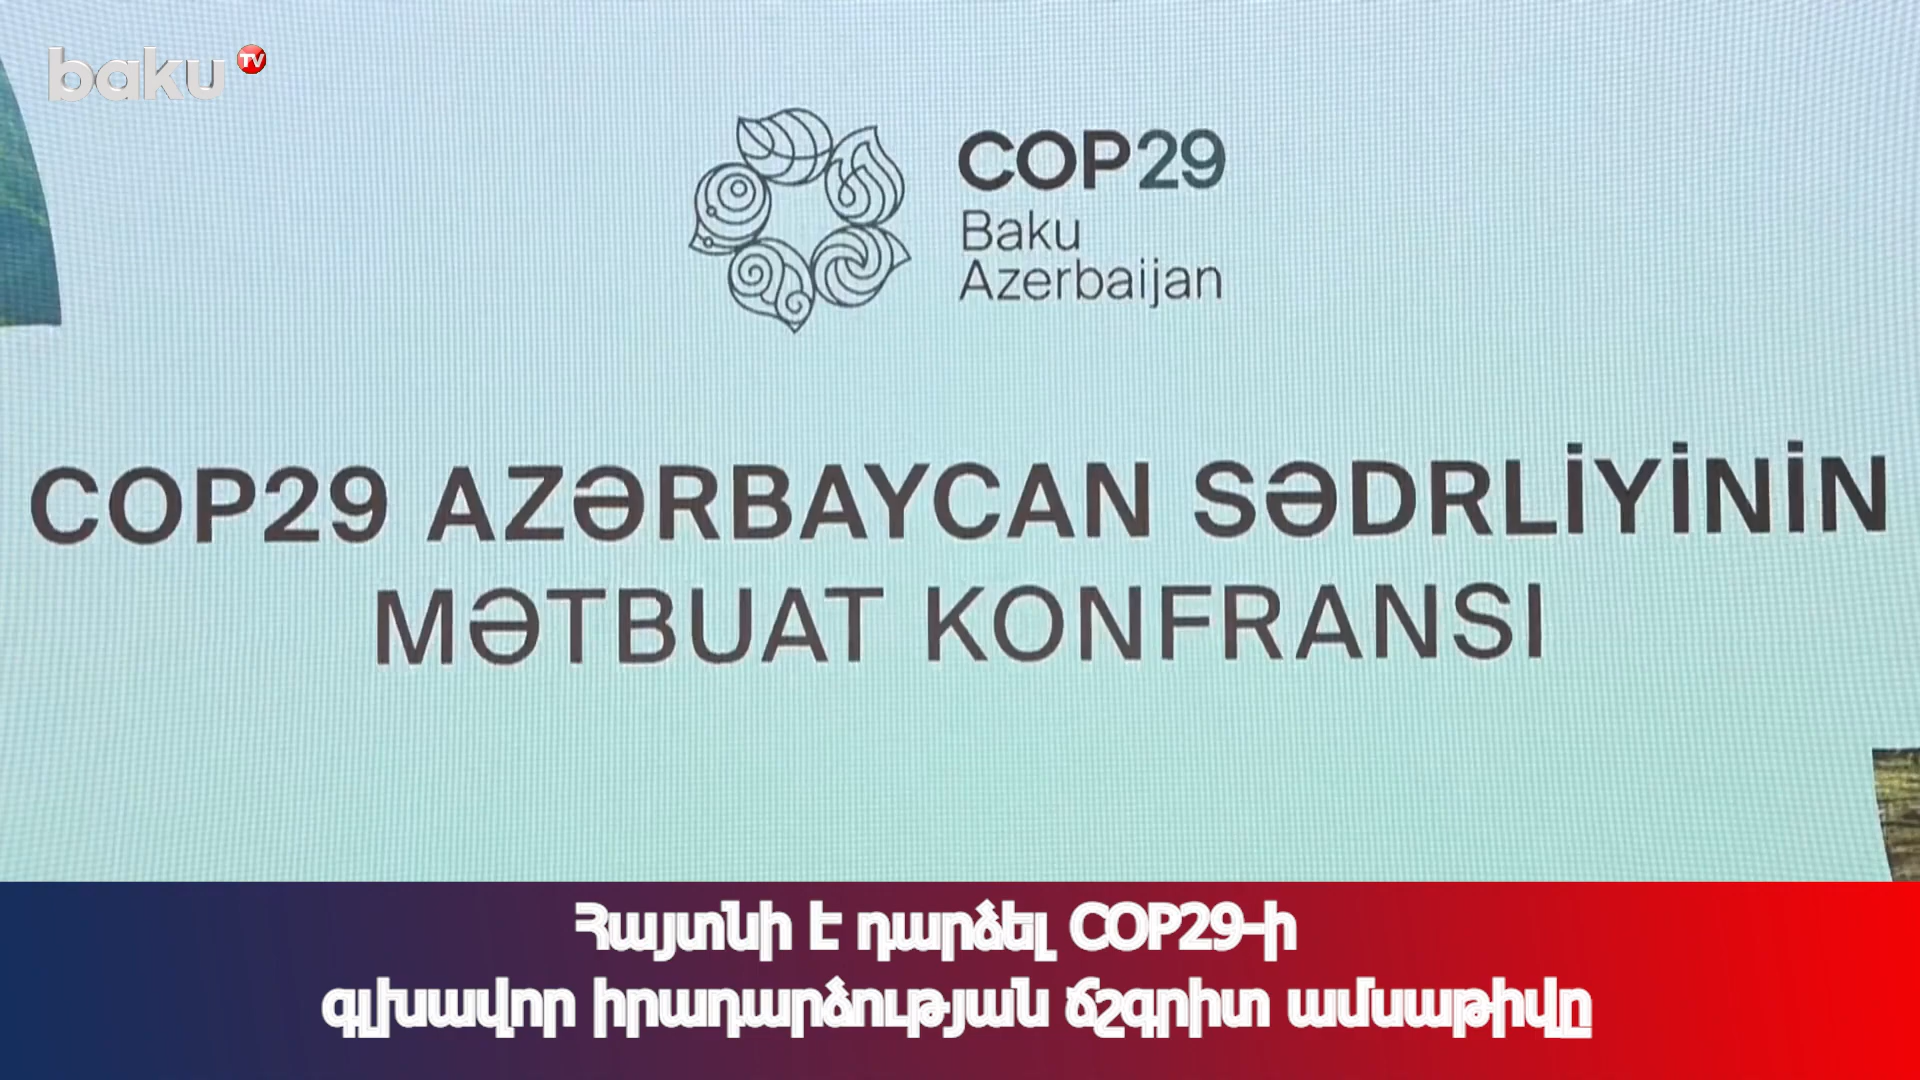 baku TV
COP29
Baku
Azerbaijan
COP29 AZƏRBAYCAN SƏDRLİYİNİN
MƏTBUAT KONFRANSI
Հայտնի է դարձել COP29-ի
գլխավոր իրադարձության ճշգրիտ ամսաթիվը